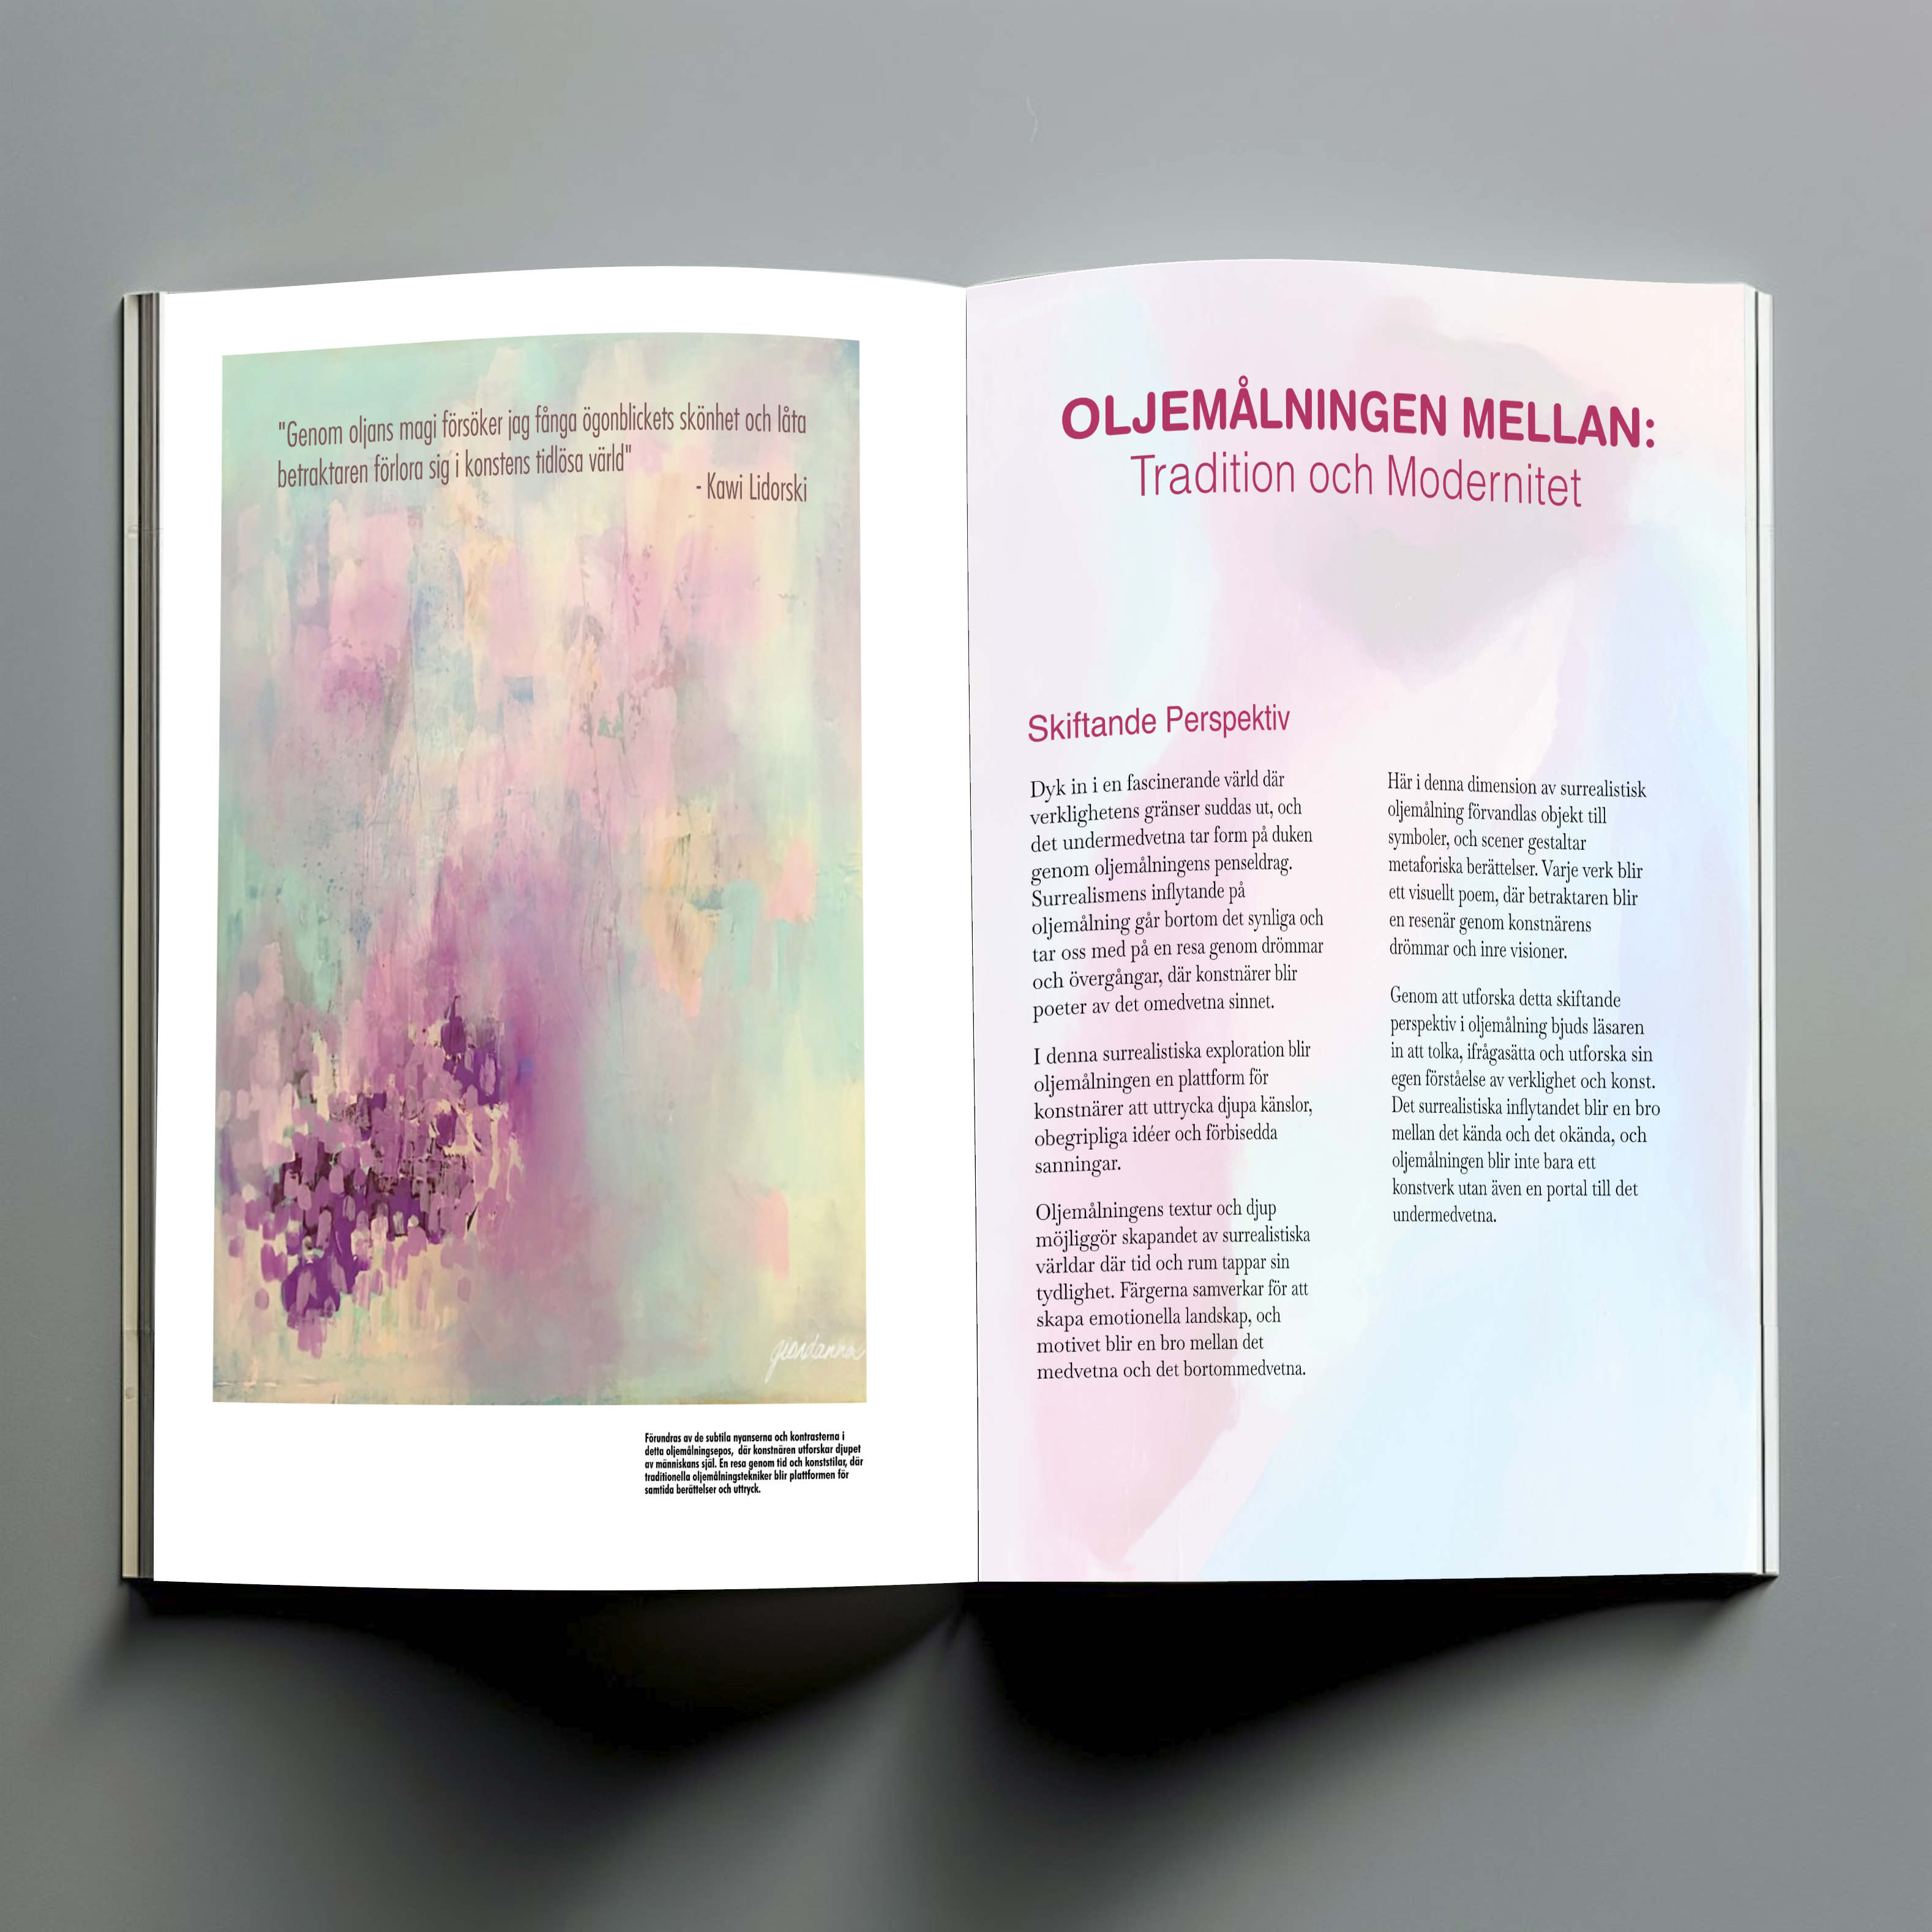 "Genom oljans magi försöker jag fånga ögonblickets skönhet och låta
betraktaren förlora sig i konstens tidlösa värld"
- Kawi Lidorski
giordanna
Förundras av de subtila nyanserna och kontrasterna i
detta oljemålningsepos, där konstnären utforskar djupet
av människans själ. En resa genom tid och konststilar, där
traditionella oljemålningstekniker blir plattformen för
samtida berättelser och uttryck.
OLJEMÅLNINGEN MELLAN:
Tradition och Modernitet
Skiftande Perspektiv
Dyk in i en fascinerande värld där
verklighetens gränser suddas ut, och
det undermedvetna tar form på duken
genom oljemålningens penseldrag.
Surrealismens inflytande på
oljemålning går bortom det synliga och
tar oss med på en resa genom drömmar
och övergångar, där konstnärer blir
poeter av det omedvetna sinnet.
I denna surrealistiska exploration blir
oljemålningen en plattform för
konstnärer att uttrycka djupa känslor,
obegripliga idéer och förbisedda
sanningar.
Oljemålningens textur och djup
möjliggör skapandet av surrealistiska
världar där tid och rum tappar sin
tydlighet. Färgerna samverkar för att
skapa emotionella landskap, och
motivet blir en bro mellan det
medvetna och det bortommedvetna.
Här i denna dimension av surrealistisk
oljemålning förvandlas objekt till
symboler, och scener gestaltar
metaforiska berättelser. Varje verk blir
ett visuellt poem, där betraktaren blir
en resenär genom konstnärens
drömmar och inre visioner.
Genom att utforska detta skiftande
perspektiv i oljemålning bjuds läsaren
in att tolka, ifrågasätta och utforska sin
egen förståelse av verklighet och konst.
Det surrealistiska inflytandet blir en bro
mellan det kända och det okända, och
oljemålningen blir inte bara ett
konstverk utan även en portal till det
undermedvetna.